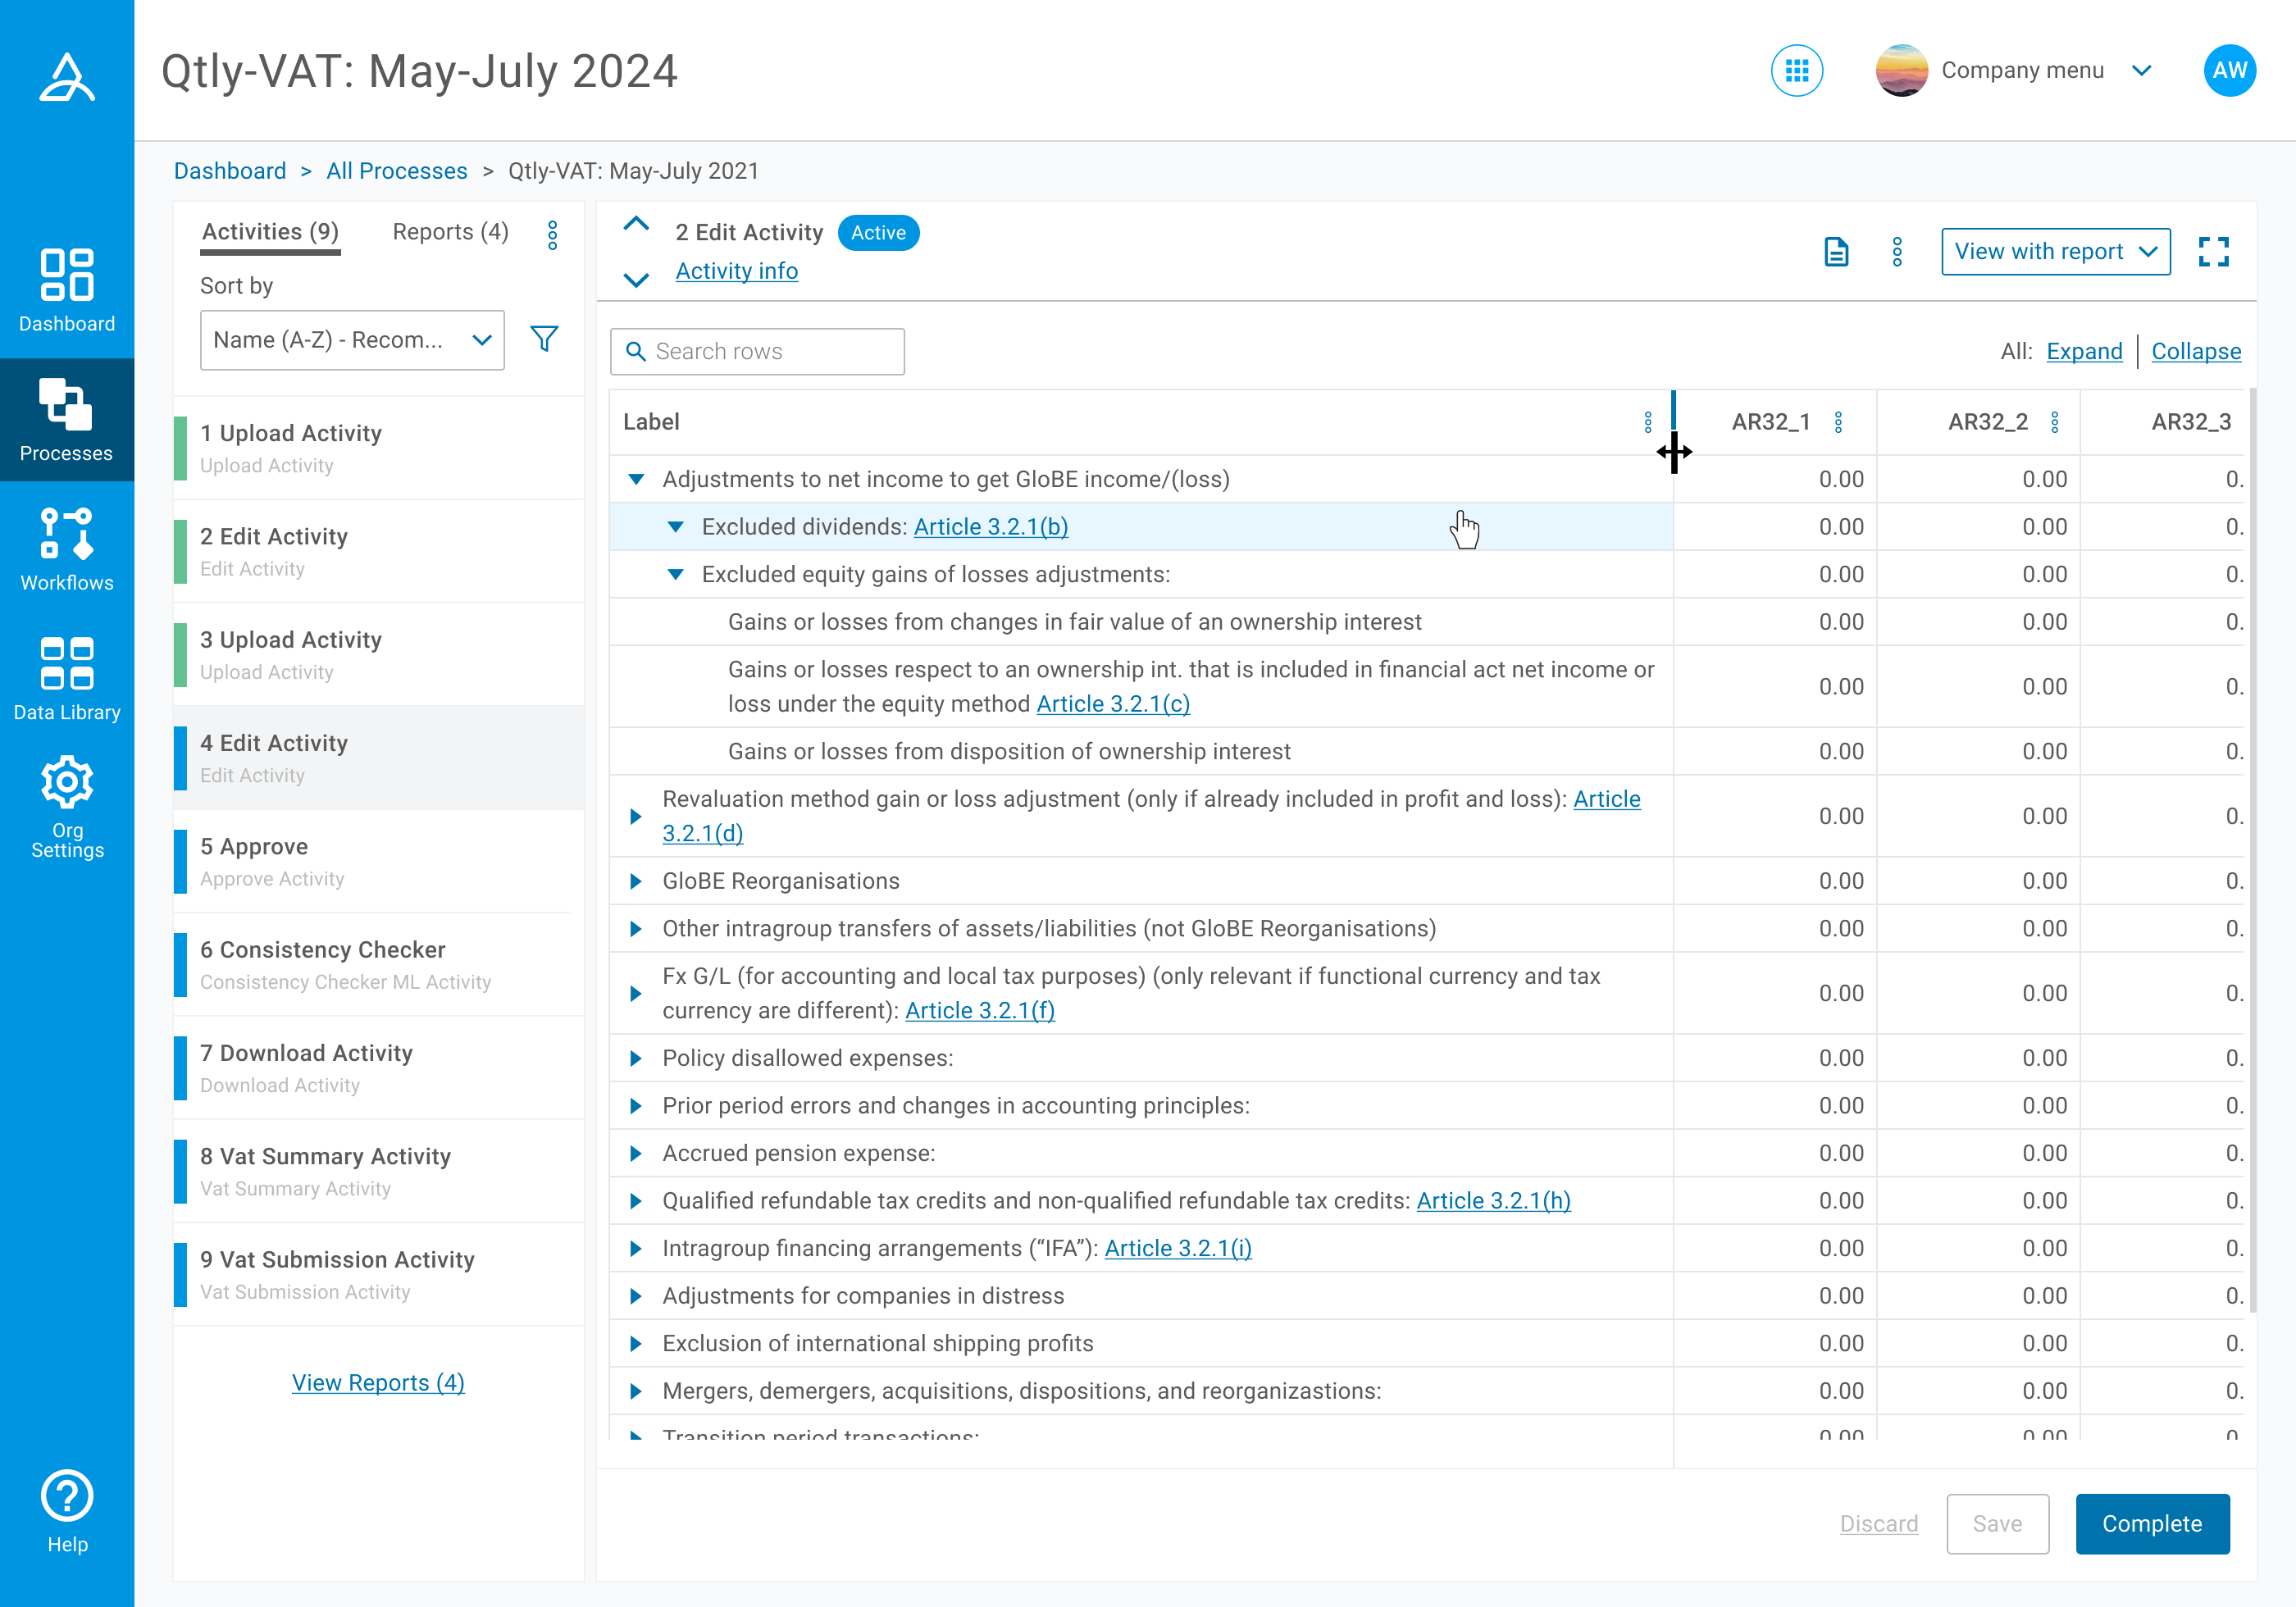 Qtly-VAT: May-July 2024
Company menu
AW
Dashboard > All Processes > Qtly-VAT: May-July 2021
Dashboard
Processes
Workflows
Data Library
Org
Settings
Help
Activities (9)
Reports (4)
Sort by
Name (A-Z) - Recom...
1 Upload Activity
Upload Activity
2 Edit Activity
Edit Activity
3 Upload Activity
Upload Activity
4 Edit Activity
Edit Activity
5 Approve
Approve Activity
6 Consistency Checker
Consistency Checker ML Activity
7 Download Activity
Download Activity
8 Vat Summary Activity
Vat Summary Activity
9 Vat Submission Activity
Vat Submission Activity
View Reports (4)
2 Edit Activity Active
Activity info
View with report
Search rows
All: Expand | Collapse
Label AR32_1 AR32_2 AR32_3
Adjustments to net income to get GloBE income/(loss) 0.00 0.00 0.
Excluded dividends: Article 3.2.1(b) 0.00 0.00 0.
Excluded equity gains of losses adjustments: 0.00 0.00 0.
Gains or losses from changes in fair value of an ownership interest 0.00 0.00 0.
Gains or losses respect to an ownership int. that is included in financial act net income or
loss under the equity method Article 3.2.1(c) 0.00 0.00 0.
Gains or losses from disposition of ownership interest 0.00 0.00 0.
Revaluation method gain or loss adjustment (only if already included in profit and loss): Article
3.2.1(d) 0.00 0.00 0.
GloBE Reorganisations 0.00 0.00 0.
Other intragroup transfers of assets/liabilities (not GloBE Reorganisations) 0.00 0.00 0.
Fx G/L (for accounting and local tax purposes) (only relevant if functional currency and tax
currency are different): Article 3.2.1(f) 0.00 0.00 0.
Policy disallowed expenses: 0.00 0.00 0.
Prior period errors and changes in accounting principles: 0.00 0.00 0.
Accrued pension expense: 0.00 0.00 0.
Qualified refundable tax credits and non-qualified refundable tax credits: Article 3.2.1(h) 0.00 0.00 0.
Intragroup financing arrangements (“IFA”): Article 3.2.1(i) 0.00 0.00 0.
Adjustments for companies in distress 0.00 0.00 0.
Exclusion of international shipping profits 0.00 0.00 0.
Mergers, demergers, acquisitions, dispositions, and reorganizastions: 0.00 0.00 0.
Transition period transactions: 0.00 0.00 0
Discard
Save
Complete